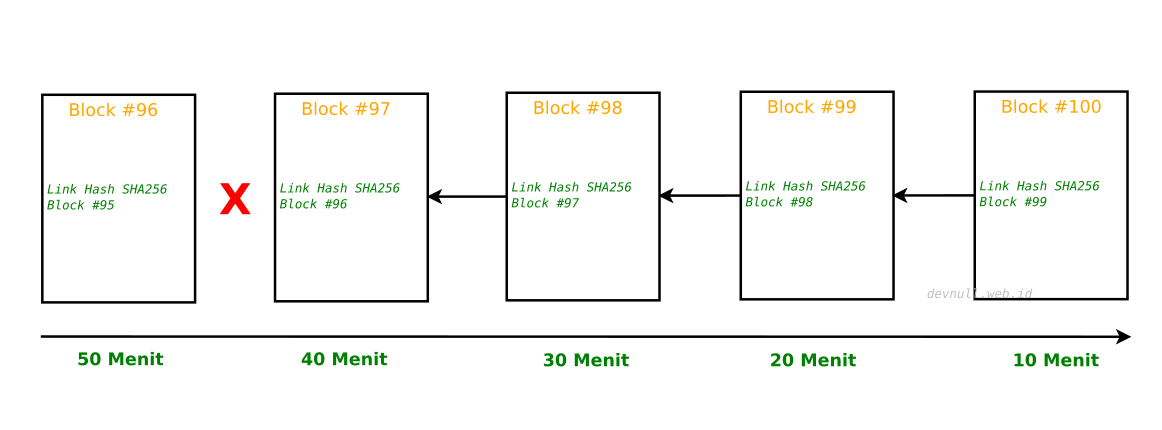 Block #96
Link Hash SHA256
Block #95
X
Block #97
Link Hash SHA256
Block #96
Block #98
Link Hash SHA256
Block #97
Block #99
Link Hash SHA256
Block #98
Block #100
Link Hash SHA256
Block #99
devnull.web.id
50 Menit
40 Menit
30 Menit
20 Menit
10 Menit